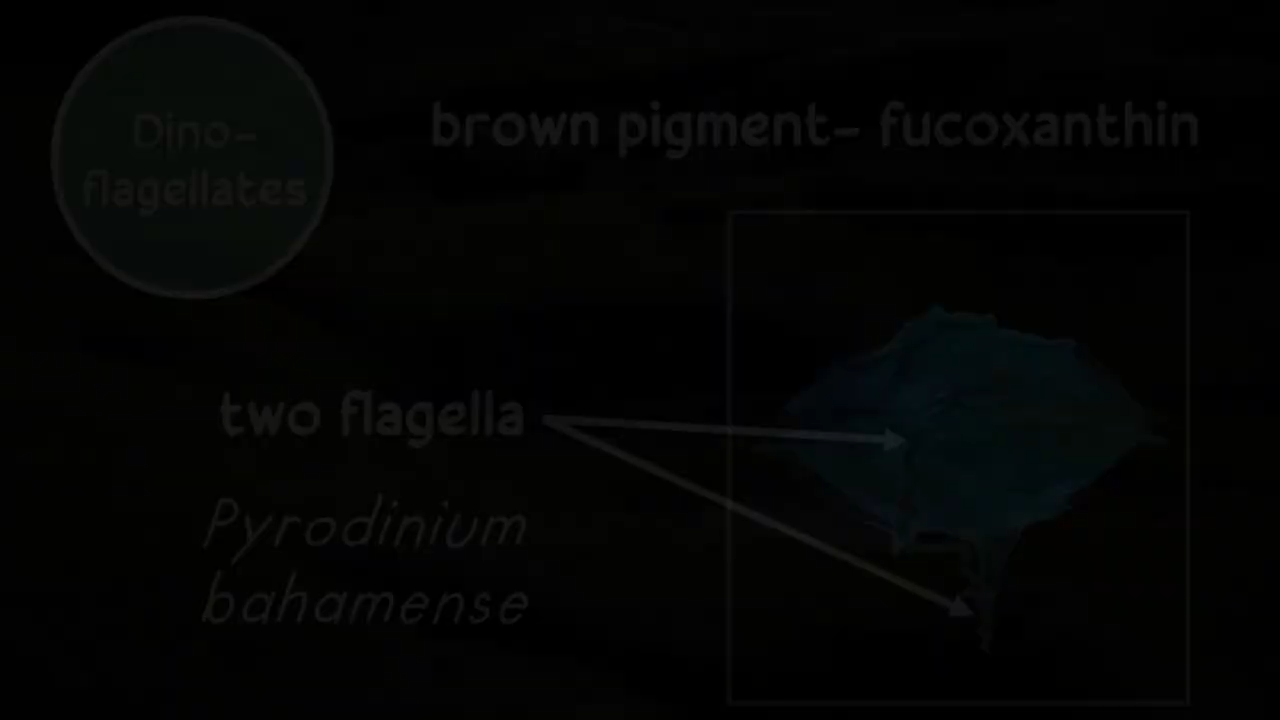 Dino-
flagellates
brown pigment- fucoxanthin
two flagella
Pyrodinium
bahamense